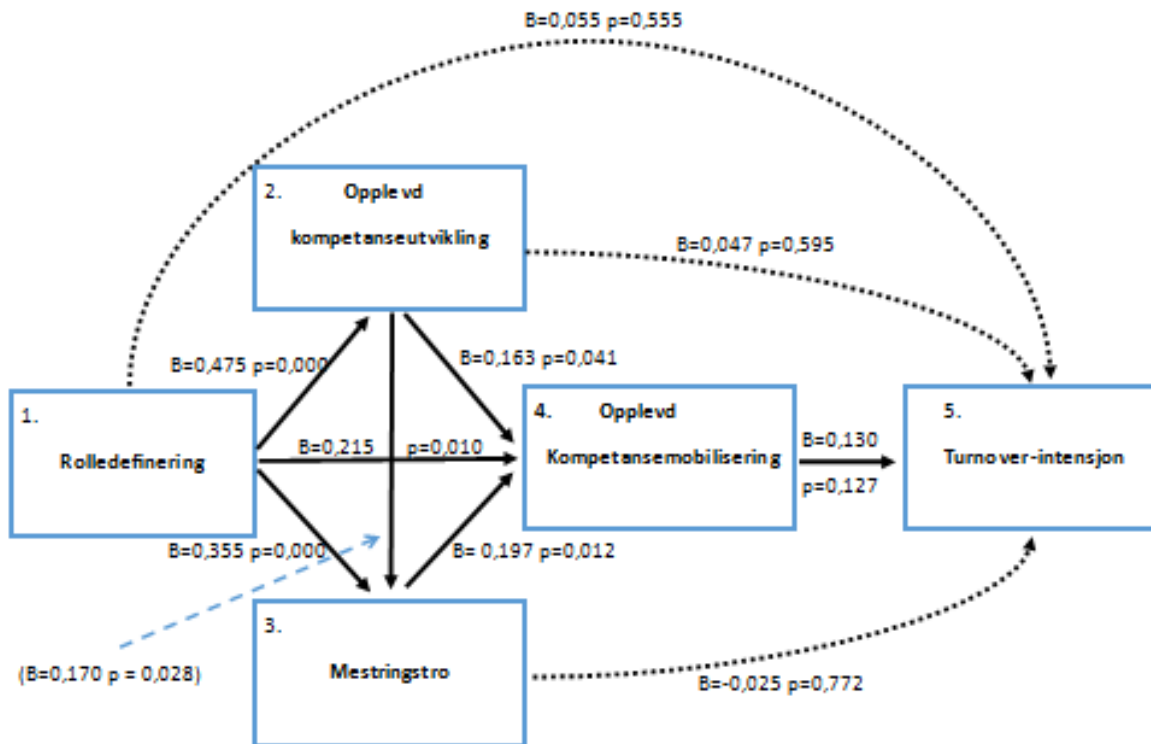 B=0,055 p=0,555
2. Opplevd
kompetanseutvikling
B=0,047 p=0,595
B=0,475 p=0,000
B=0,163 p=0,041
1.
Rolledefinering
B=0,215 p=0,010
4. Opplevd
Kompetansemobilisering
B=0,130
p=0,127
5.
Turnover-intensjon
B=0,355 p=0,000
B= 0,197 p=0,012
3.
Mestringstro
(B=0,170 p = 0,028)
B=-0,025 p=0,772